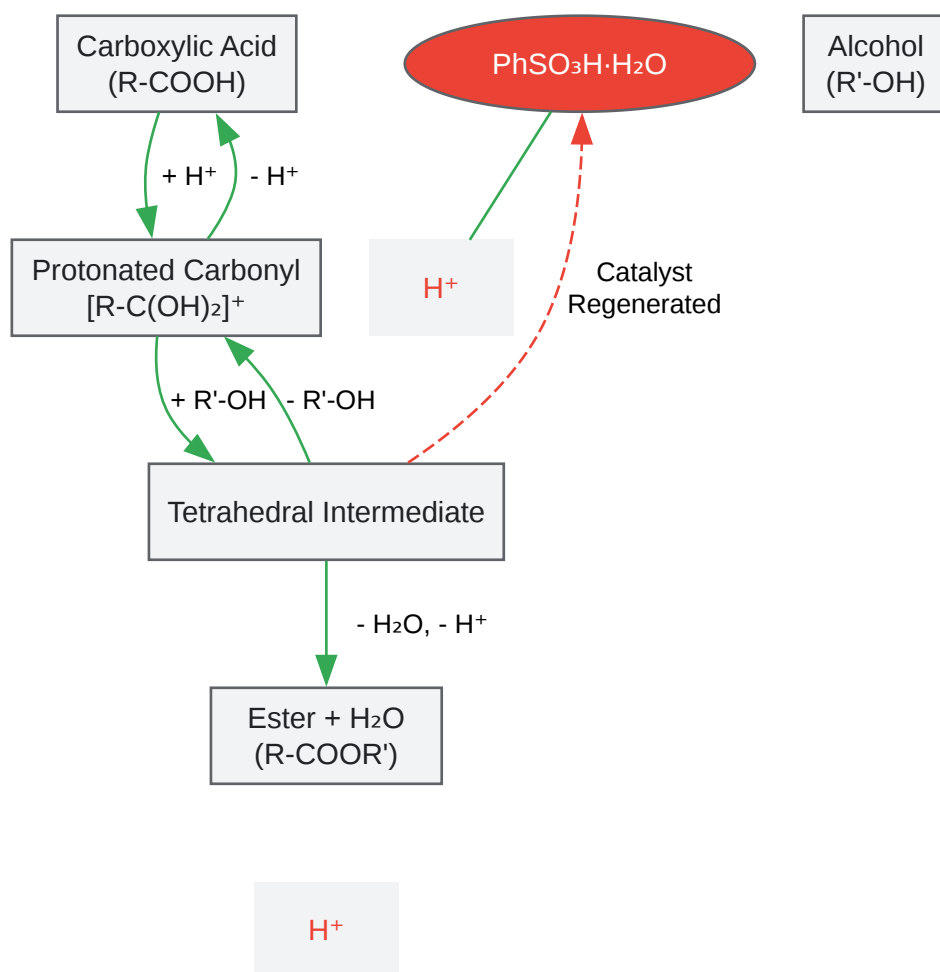 Carboxylic Acid
(R-COOH)
PhSO₃H·H₂O
Alcohol
(R'-OH)
+ H⁺
- H⁺
Protonated Carbonyl
[R-C(OH)₂]⁺
H⁺
Catalyst
Regenerated
+ R'-OH
- R'-OH
Tetrahedral Intermediate
- H₂O, - H⁺
Ester + H₂O
(R-COOR')
H⁺